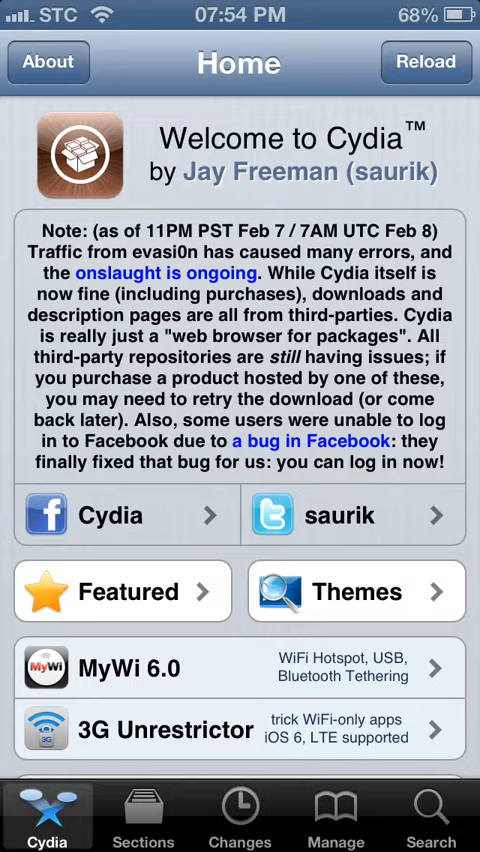 STC 07:54 PM 68%
About Home Reload
Welcome to Cydia™
by Jay Freeman (saurik)
Note: (as of 11PM PST Feb 7 / 7AM UTC Feb 8)
Traffic from evasi0n has caused many errors, and
the onslaught is ongoing. While Cydia itself is
now fine (including purchases), downloads and
description pages are all from third-parties. Cydia
is really just a "web browser for packages". All
third-party repositories are still having issues; if
you purchase a product hosted by one of these,
you may need to retry the download (or come
back later). Also, some users were unable to log
in to Facebook due to a bug in Facebook: they
finally fixed that bug for us: you can log in now!
Cydia saurik
Featured Themes
MyWi
MyWi 6.0
WiFi Hotspot, USB,
Bluetooth Tethering
3G
3G Unrestrictor
trick WiFi-only apps
iOS 6, LTE supported
Cydia Sections Changes Manage Search